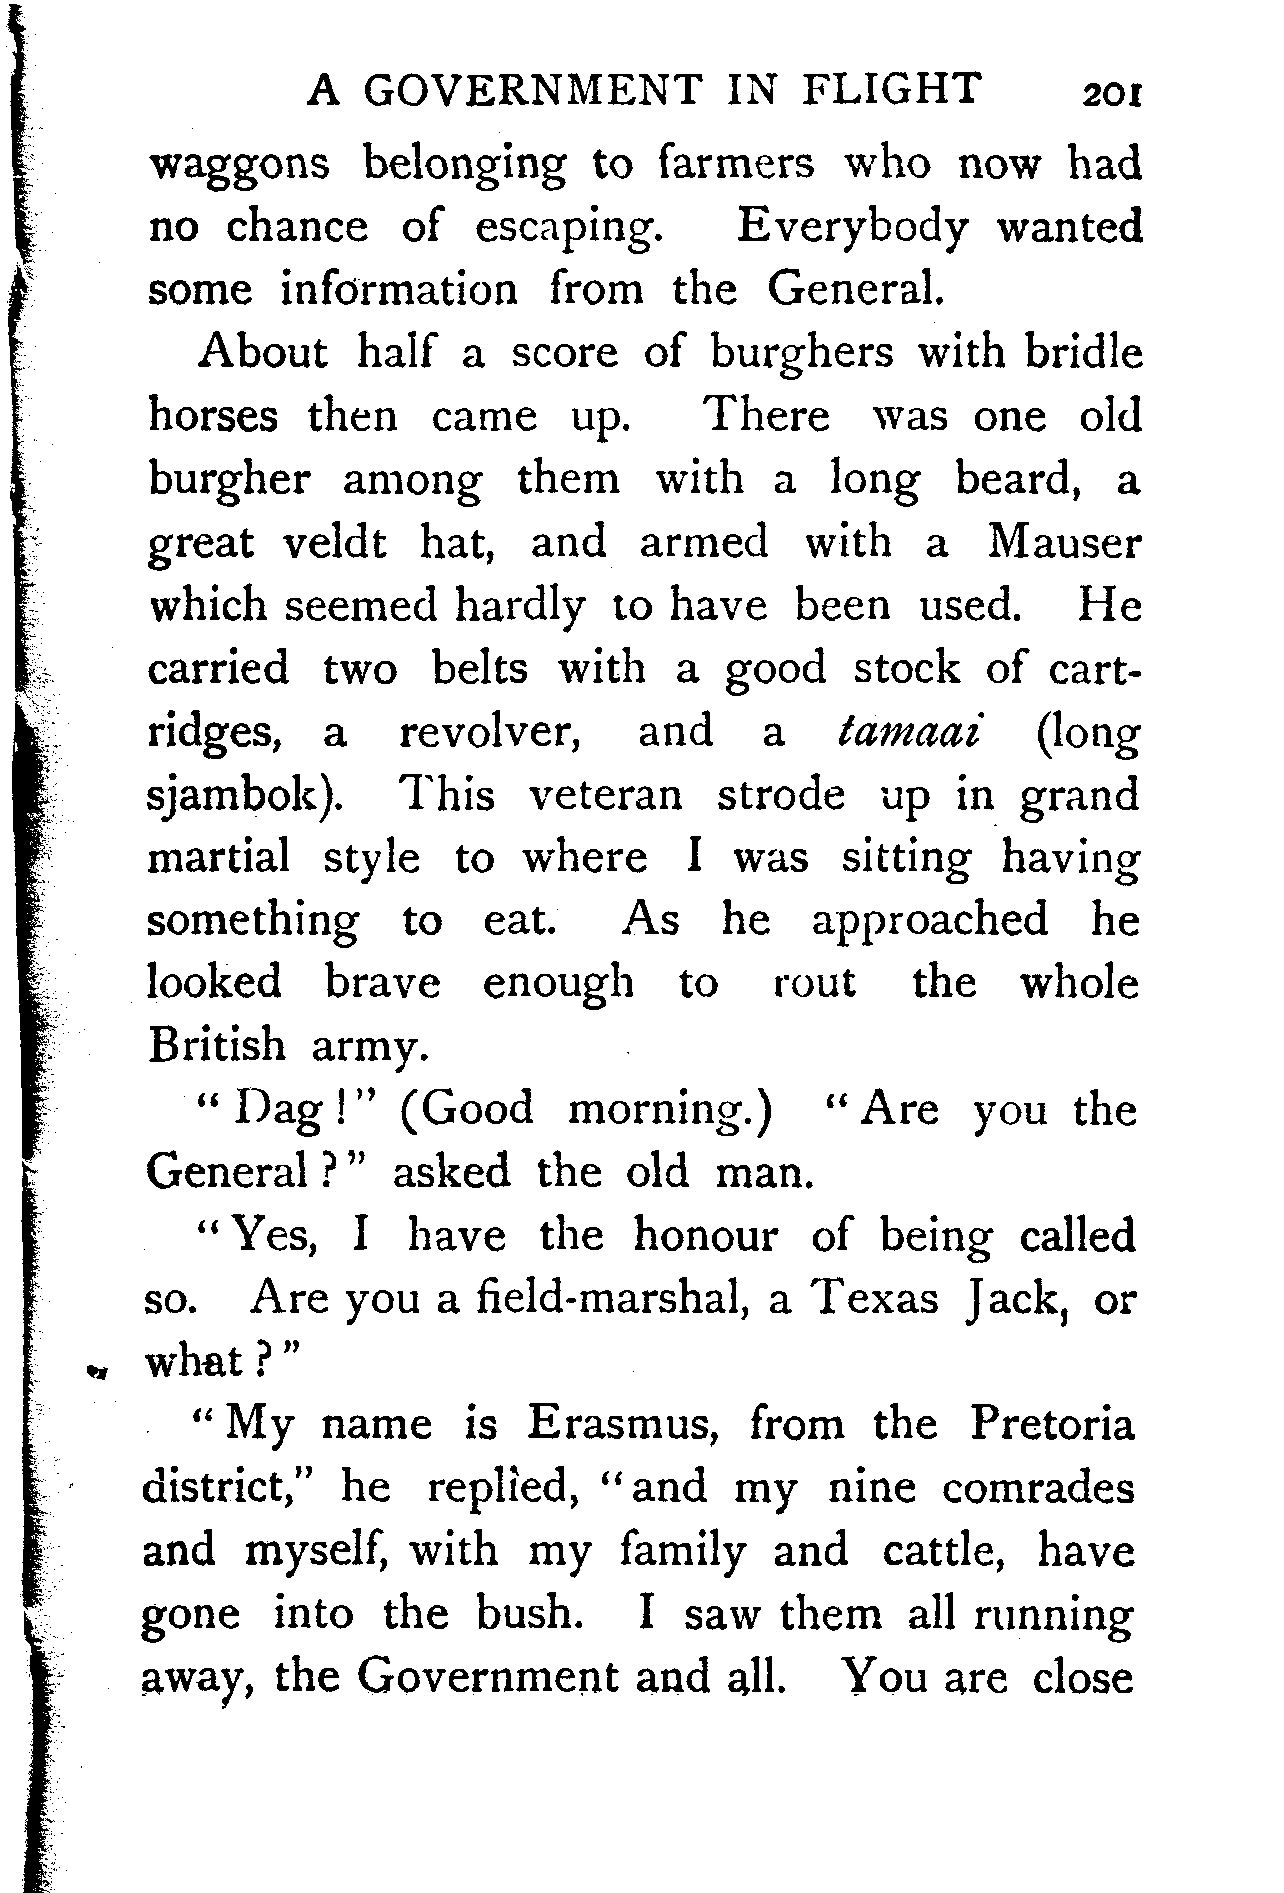 A GOVERNMENT IN FLIGHT 201
waggons belonging to farmers who now had
no chance of escaping. Everybody wanted
some information from the General.
About half a score of burghers with bridle
horses then came up. There was one old
burgher among them with a long beard, a
great veldt hat, and armed with a Mauser
which seemed hardly to have been used. He
carried two belts with a good stock of cart-
ridges, a revolver, and a tamaai (long
sjambok). This veteran strode up in grand
martial style to where I was sitting having
something to eat. As he approached he
looked brave enough to rout the whole
British army.
" Dag ! " (Good morning.) " Are you the
General ? " asked the old man.
" Yes, I have the honour of being called
so. Are you a field-marshal, a Texas Jack, or
what ? "
" My name is Erasmus, from the Pretoria
district," he replied, " and my nine comrades
and myself, with my family and cattle, have
gone into the bush. I saw them all running
away, the Government and all. You are close